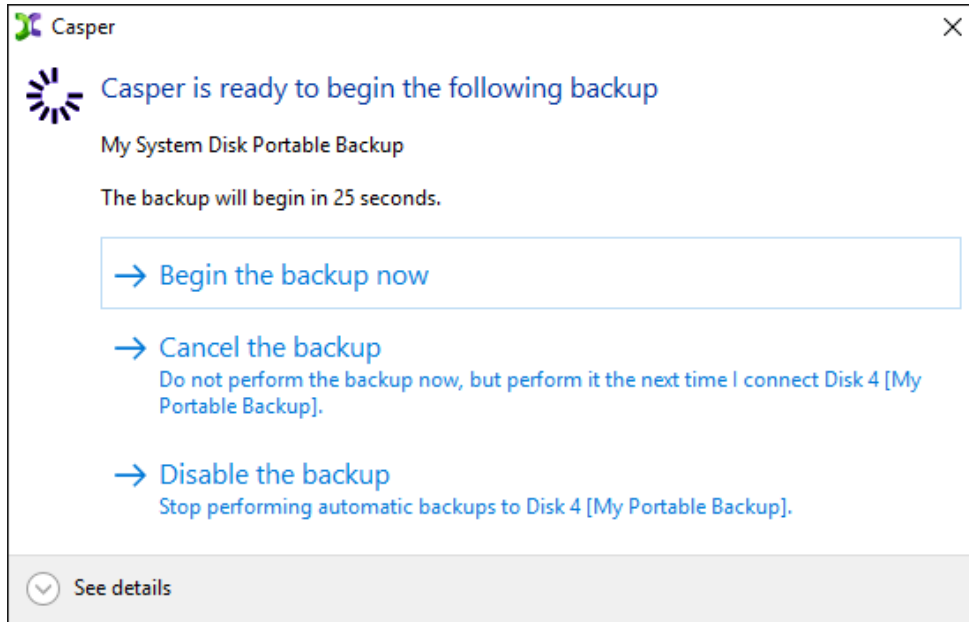 Casper
Casper is ready to begin the following backup
My System Disk Portable Backup
The backup will begin in 25 seconds.
Begin the backup now
Cancel the backup
Do not perform the backup now, but perform it the next time I connect Disk 4 [My
Portable Backup].
Disable the backup
Stop performing automatic backups to Disk 4 [My Portable Backup].
See details